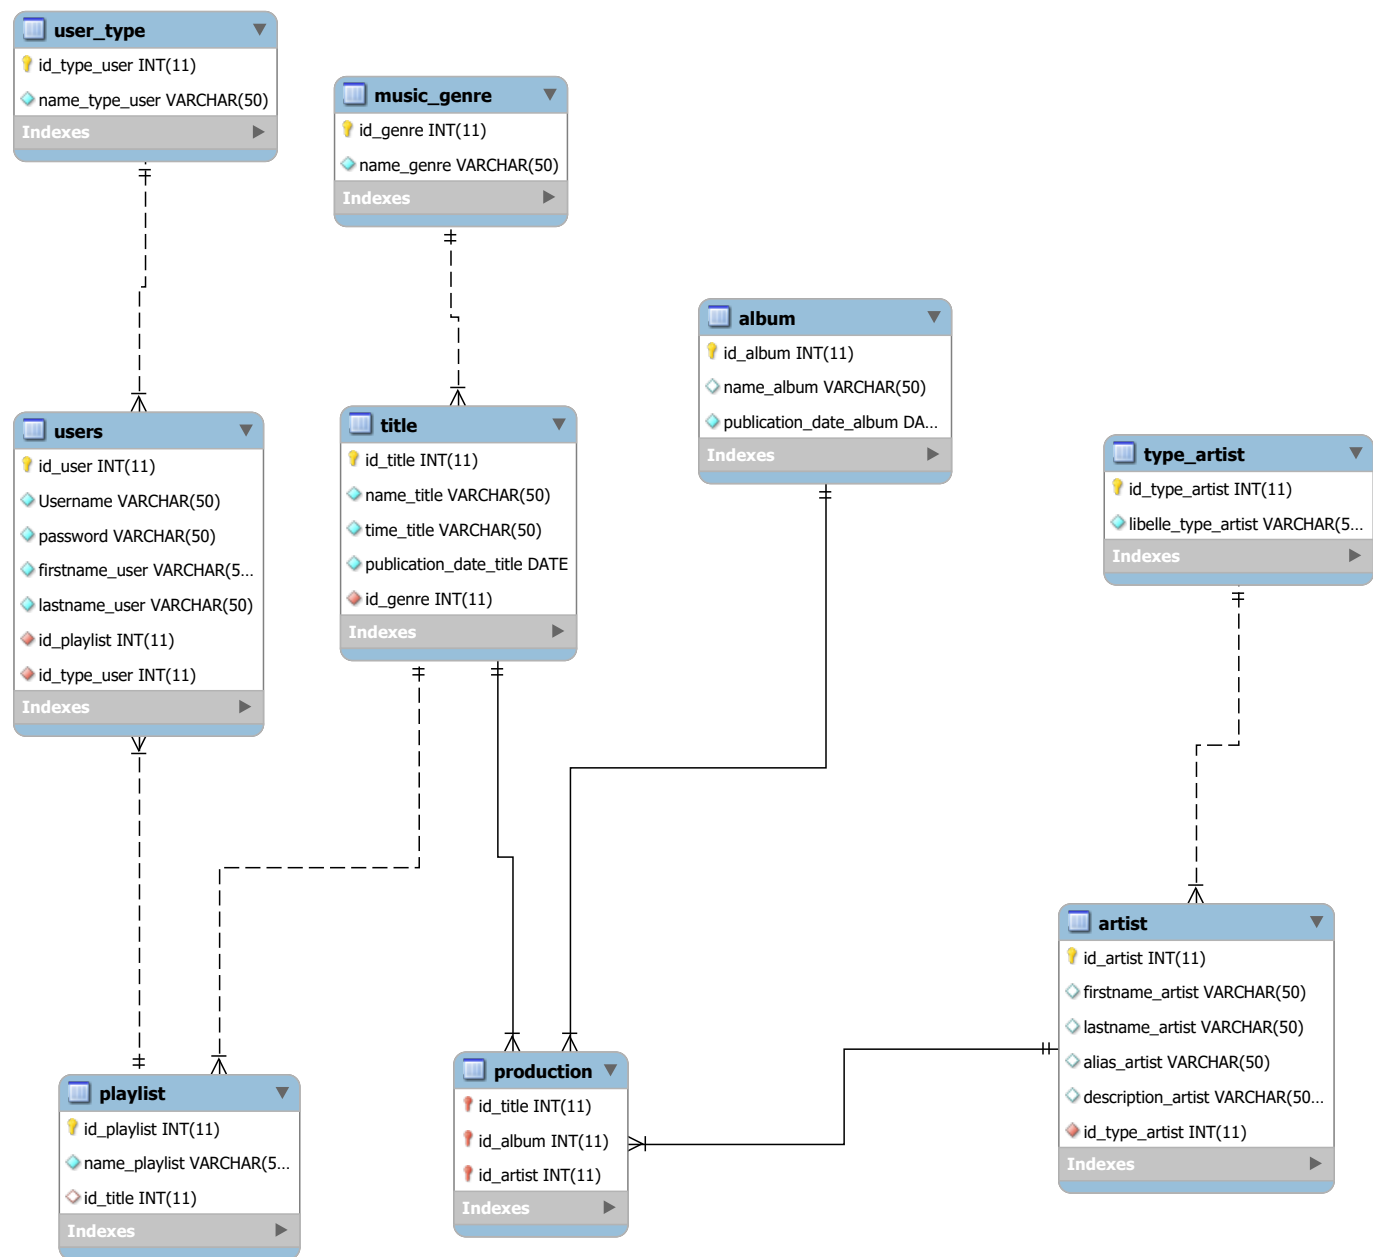 user_type
id_type_user INT(11)
name_type_user VARCHAR(50)
Indexes
music_genre
id_genre INT(11)
name_genre VARCHAR(50)
Indexes
album
id_album INT(11)
name_album VARCHAR(50)
publication_date_album DA...
Indexes
users
id_user INT(11)
Username VARCHAR(50)
password VARCHAR(50)
firstname_user VARCHAR(5...
lastname_user VARCHAR(50)
id_playlist INT(11)
id_type_user INT(11)
Indexes
title
id_title INT(11)
name_title VARCHAR(50)
time_title VARCHAR(50)
publication_date_title DATE
id_genre INT(11)
Indexes
type_artist
id_type_artist INT(11)
libelle_type_artist VARCHAR(5...
Indexes
artist
id_artist INT(11)
firstname_artist VARCHAR(50)
lastname_artist VARCHAR(50)
alias_artist VARCHAR(50)
description_artist VARCHAR(50...
id_type_artist INT(11)
Indexes
playlist
id_playlist INT(11)
name_playlist VARCHAR(5...
id_title INT(11)
Indexes
production
id_title INT(11)
id_album INT(11)
id_artist INT(11)
Indexes